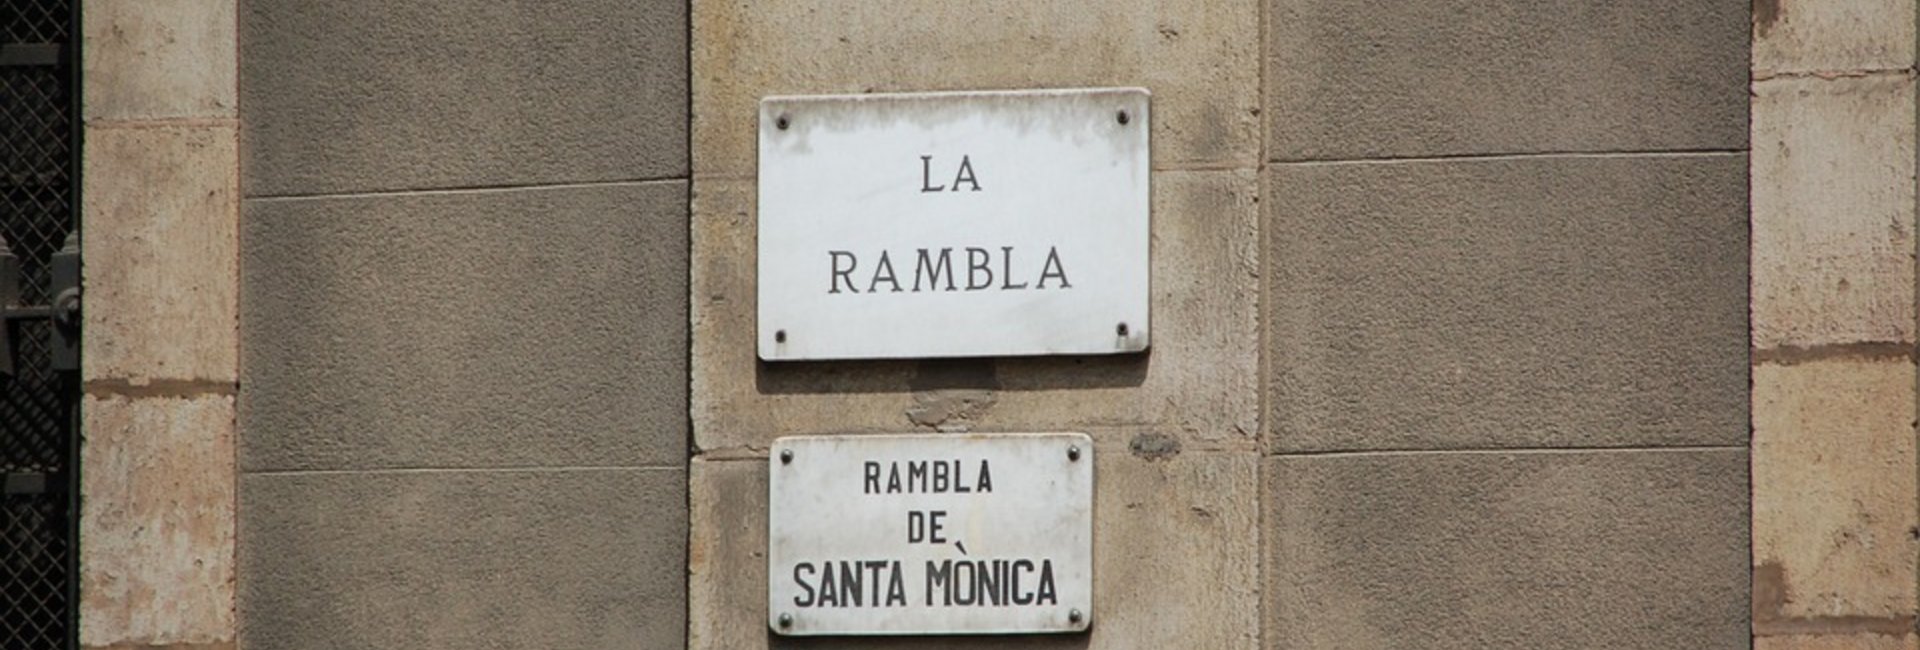 LA
RAMBLA
RAMBLA
DE
SANTA MÒNICA